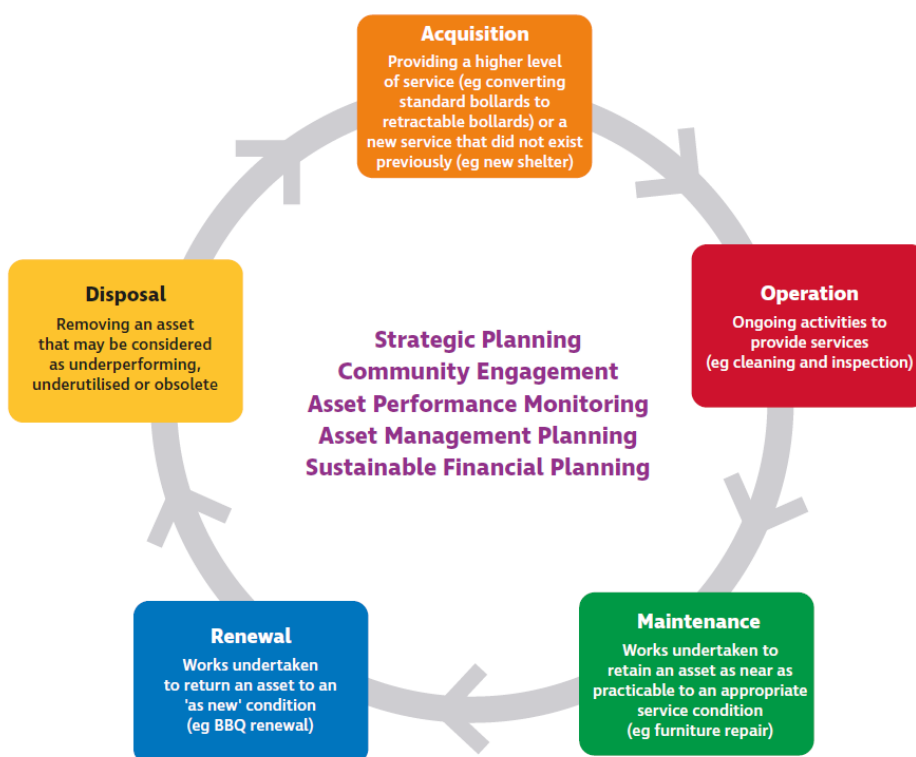 Acquisition
Providing a higher level
of service (eg converting
standard bollards to
retractable bollards) or a
new service that did not exist
previously (eg new shelter)
Operation
Ongoing activities to
provide services
(eg cleaning and inspection)
Maintenance
Works undertaken to
retain an asset as near as
practicable to an appropriate
service condition
(eg furniture repair)
Renewal
Works undertaken
to return an asset to an
'as new' condition
(eg BBQ renewal)
Disposal
Removing an asset
that may be considered
as underperforming,
underutilised or obsolete
Strategic Planning
Community Engagement
Asset Performance Monitoring
Asset Management Planning
Sustainable Financial Planning